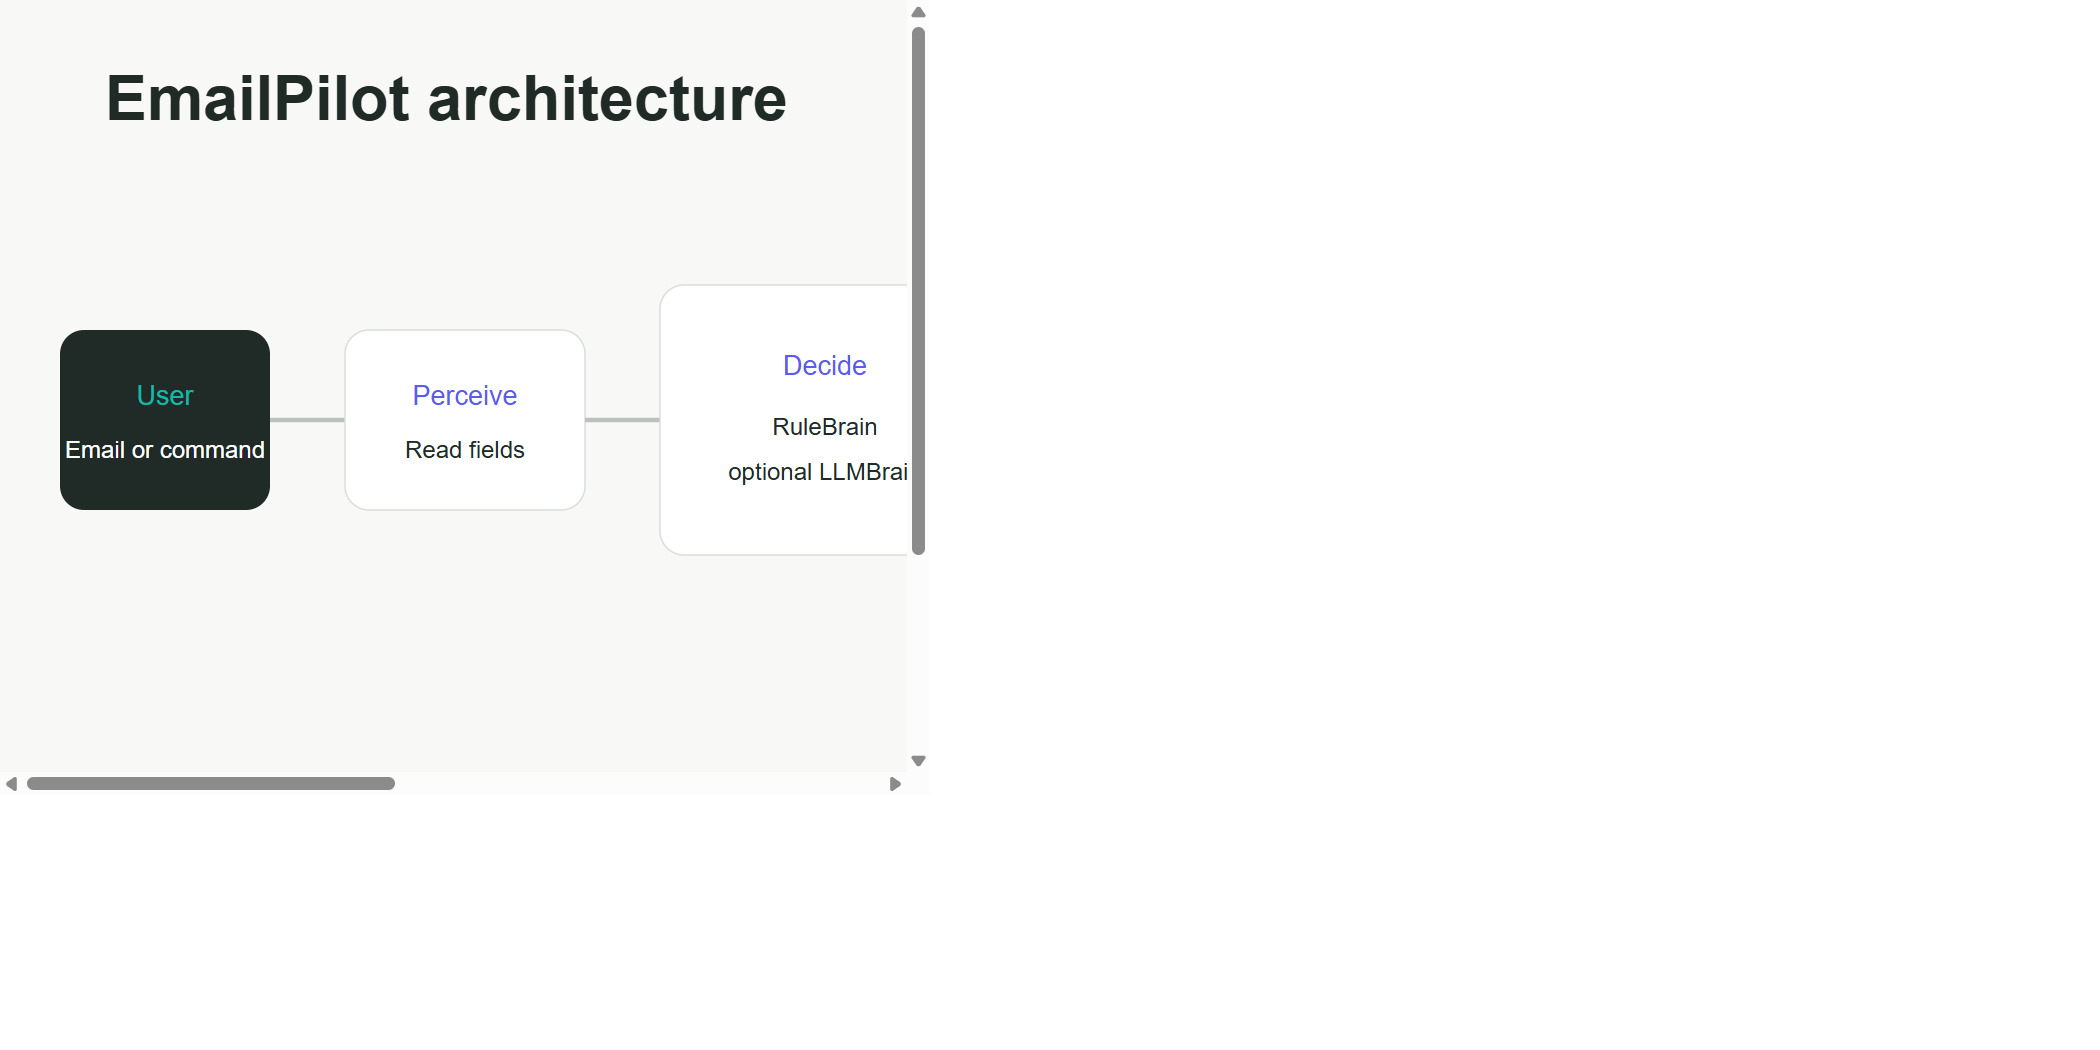 EmailPilot architecture
User
Email or command
Perceive
Read fields
Decide
RuleBrain
optional LLMBrai